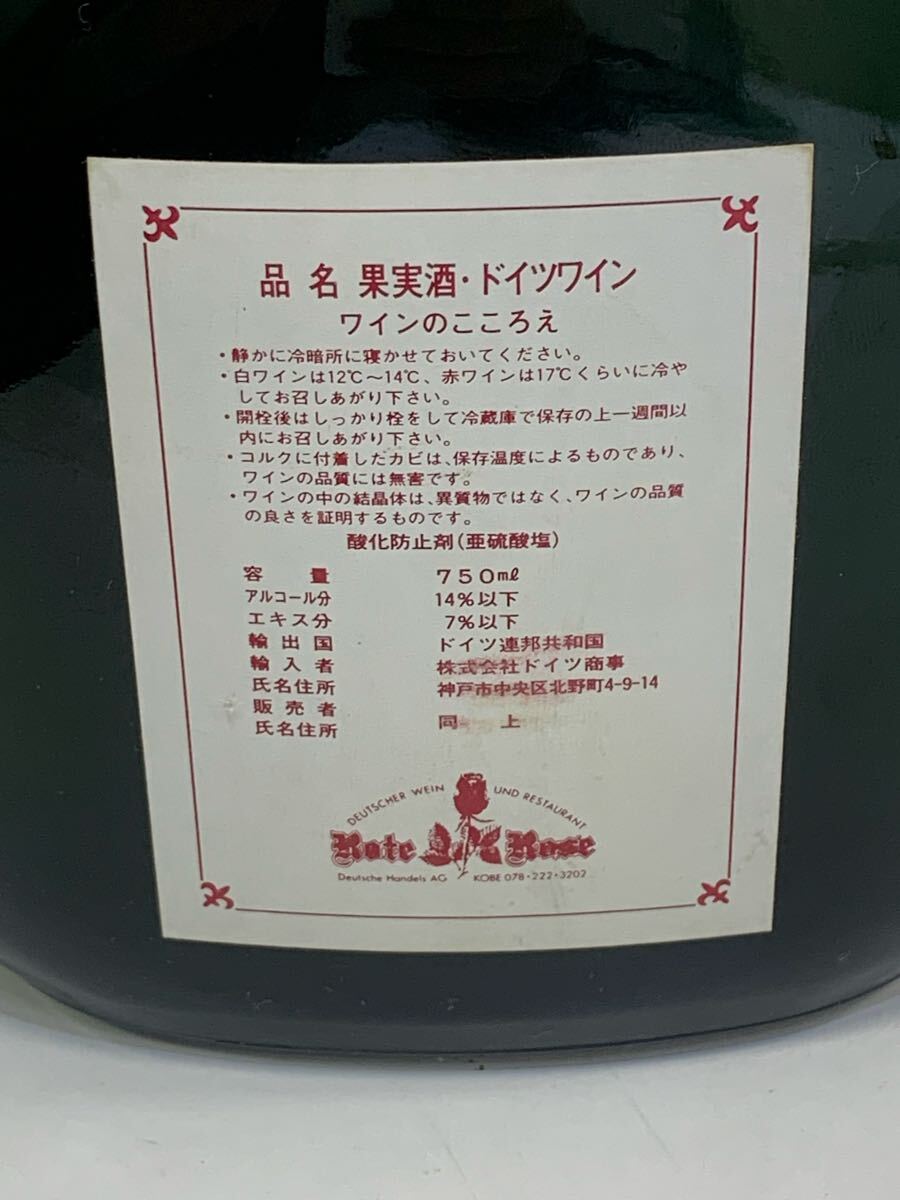 品 名 果実酒・ドイツワイン
ワインのこころえ
・静かに冷暗所に寝かせておいてください。
・白ワインは12℃～14℃、赤ワインは17℃くらいに冷や
してお召しあがり下さい。
・開栓後はしっかり栓をして冷蔵庫で保存の上一週間以
内にお召しあがり下さい。
・コルクに付着したカビは、保存温度によるものであり、
ワインの品質には無害です。
・ワインの中の結晶体は、異質物ではなく、ワインの品質
の良さを証明するものです。
酸化防止剤(亜硫酸塩)
容 量 750㎖
アルコール分 14%以下
エキス分 7%以下
輸出国 ドイツ連邦共和国
輸入者 株式会社ドイツ商事
氏名住所 神戸市中央区北野町4-9-14
販売者
氏名住所 同 上
DEUTSCHER WEIN UND RESTAURANT
Rote Rose
Deutsche Handels AG KOBE 078・222・3202